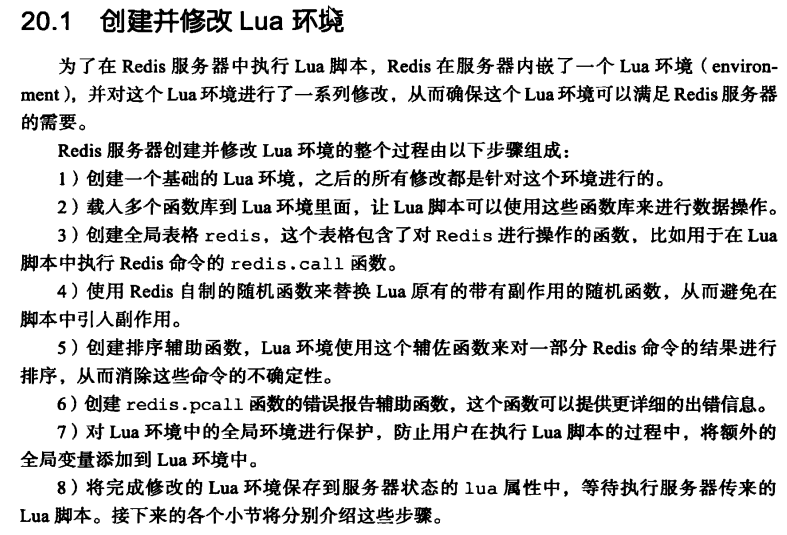 20.1 创建并修改 Lua 环境
为了在 Redis 服务器中执行 Lua 脚本，Redis 在服务器内嵌了一个 Lua 环境（environ-
ment），并对这个 Lua 环境进行了一系列修改，从而确保这个 Lua 环境可以满足 Redis 服务器
的需要。
Redis 服务器创建并修改 Lua 环境的整个过程由以下步骤组成：
1）创建一个基础的 Lua 环境，之后的所有修改都是针对这个环境进行的。
2）载入多个函数库到 Lua 环境里面，让 Lua 脚本可以使用这些函数库来进行数据操作。
3）创建全局表格 redis，这个表格包含了对 Redis 进行操作的函数，比如用于在 Lua
脚本中执行 Redis 命令的 redis.call 函数。
4）使用 Redis 自制的随机函数来替换 Lua 原有的带有副作用的随机函数，从而避免在
脚本中引入副作用。
5）创建排序辅助函数，Lua 环境使用这个辅佐函数来对一部分 Redis 命令的结果进行
排序，从而消除这些命令的不确定性。
6）创建 redis.pcall 函数的错误报告辅助函数，这个函数可以提供更详细的出错信息。
7）对 Lua 环境中的全局环境进行保护，防止用户在执行 Lua 脚本的过程中，将额外的
全局变量添加到 Lua 环境中。
8）将完成修改的 Lua 环境保存到服务器状态的 lua 属性中，等待执行服务器传来的
Lua 脚本。接下来的各个小节将分别介绍这些步骤。